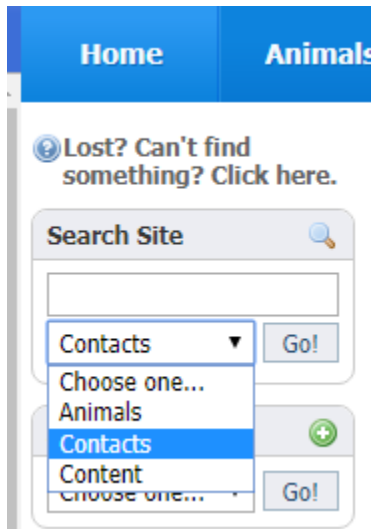 Home
Animals
Lost? Can't find
something? Click here.
Search Site
Contacts
Go!
Choose one...
Animals
Contacts
Content
Choose one...
Go!